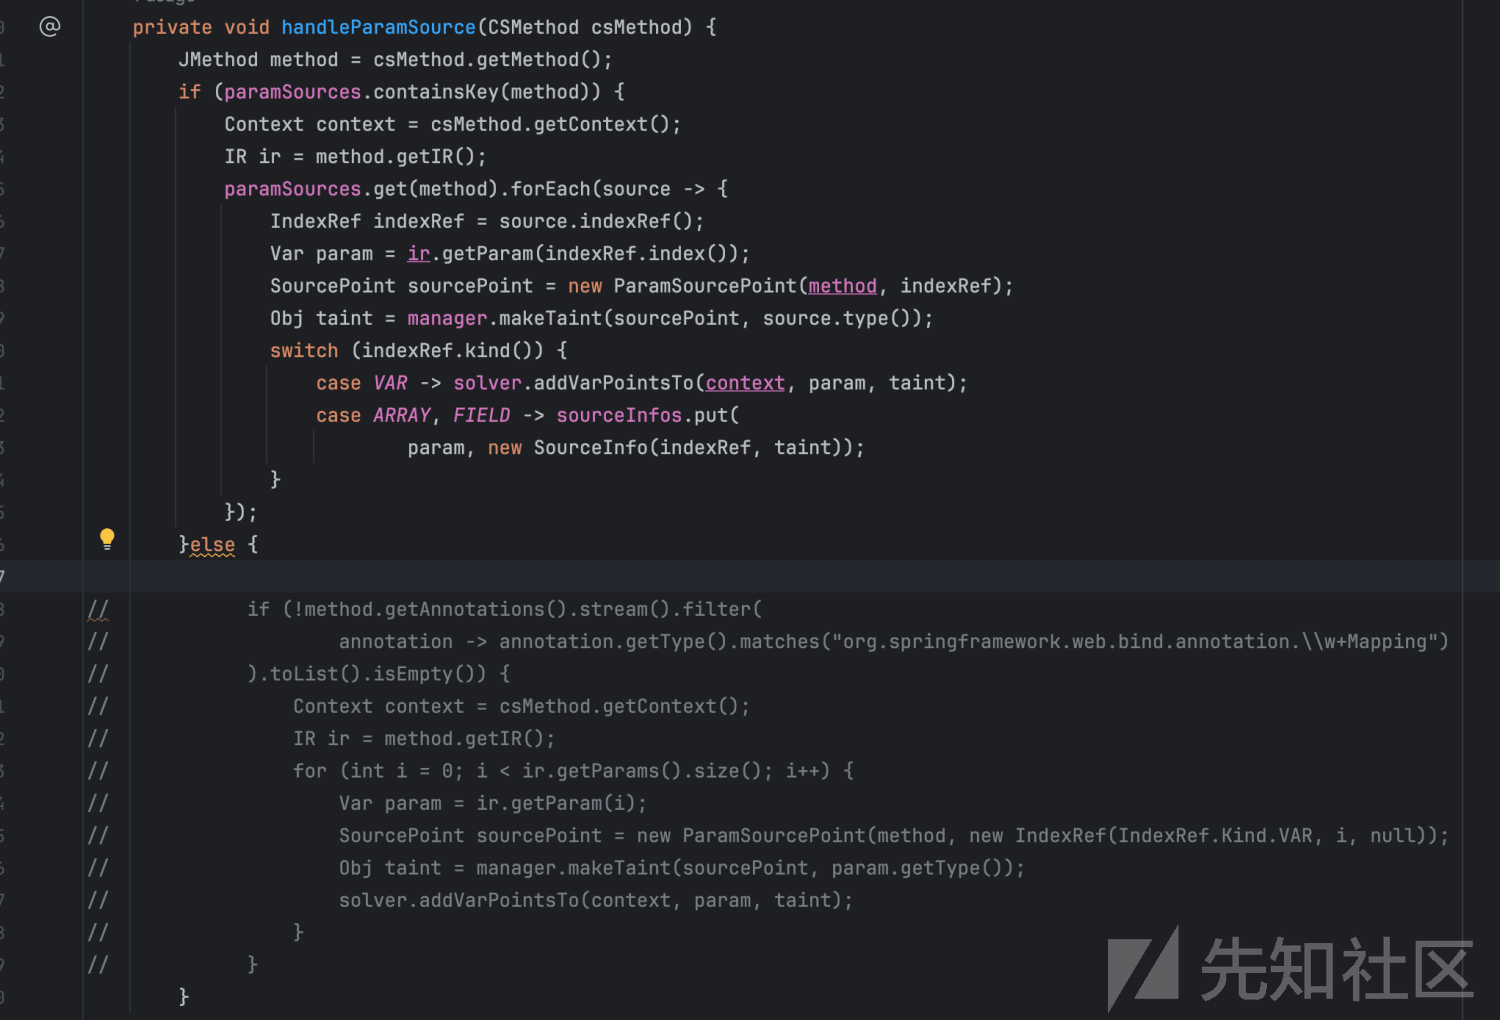 private void handleParamSource(CSMethod csMethod) {
JMethod method = csMethod.getMethod();
if (paramSources.containsKey(method)) {
Context context = csMethod.getContext();
IR ir = method.getIR();
paramSources.get(method).forEach(source -> {
IndexRef indexRef = source.indexRef();
Var param = ir.getParam(indexRef.index());
SourcePoint sourcePoint = new ParamSourcePoint(method, indexRef);
Obj taint = manager.makeTaint(sourcePoint, source.type());
switch (indexRef.kind()) {
case VAR -> solver.addVarPointsTo(context, param, taint);
case ARRAY, FIELD -> sourceInfos.put(
param, new SourceInfo(indexRef, taint));
}
});
}else {
// if (!method.getAnnotations().stream().filter(
// annotation -> annotation.getType().matches("org.springframework.web.bind.annotation.\\w+Mapping")
// ).toList().isEmpty()) {
// Context context = csMethod.getContext();
// IR ir = method.getIR();
// for (int i = 0; i < ir.getParams().size(); i++) {
// Var param = ir.getParam(i);
// SourcePoint sourcePoint = new ParamSourcePoint(method, new IndexRef(IndexRef.Kind.VAR, i, null));
// Obj taint = manager.makeTaint(sourcePoint, param.getType());
// solver.addVarPointsTo(context, param, taint);
// }
// }
}
先知社区